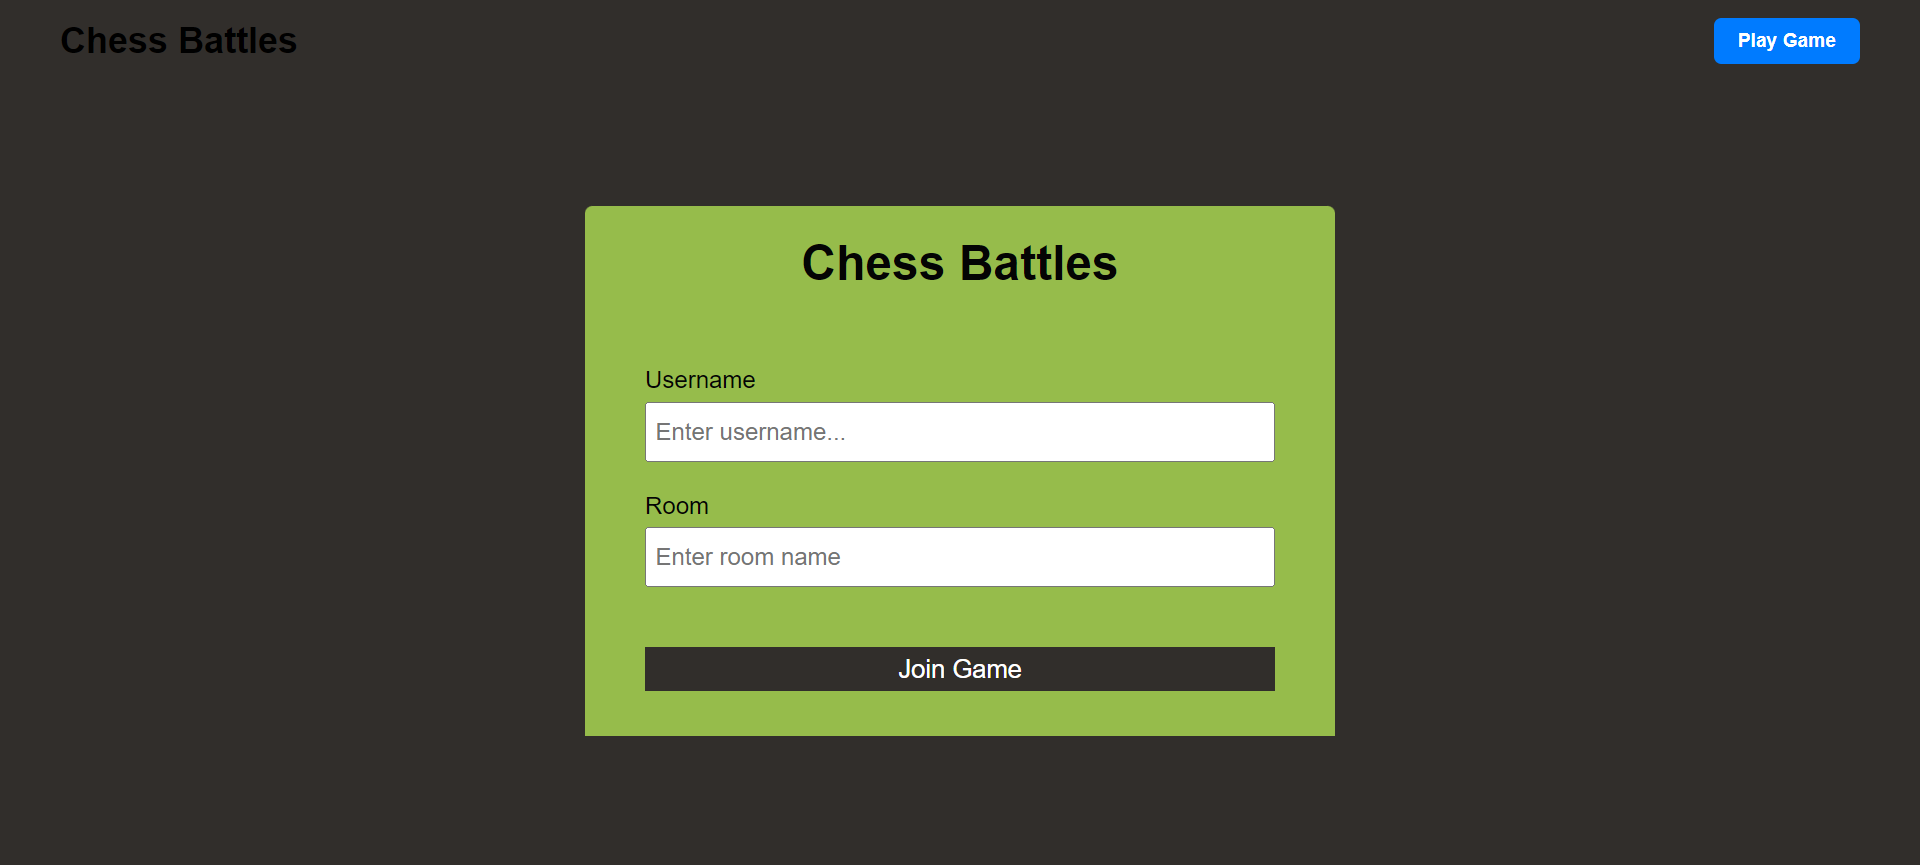 Chess Battles
Play Game
Chess Battles
Username
Enter username...
Room
Enter room name
Join Game